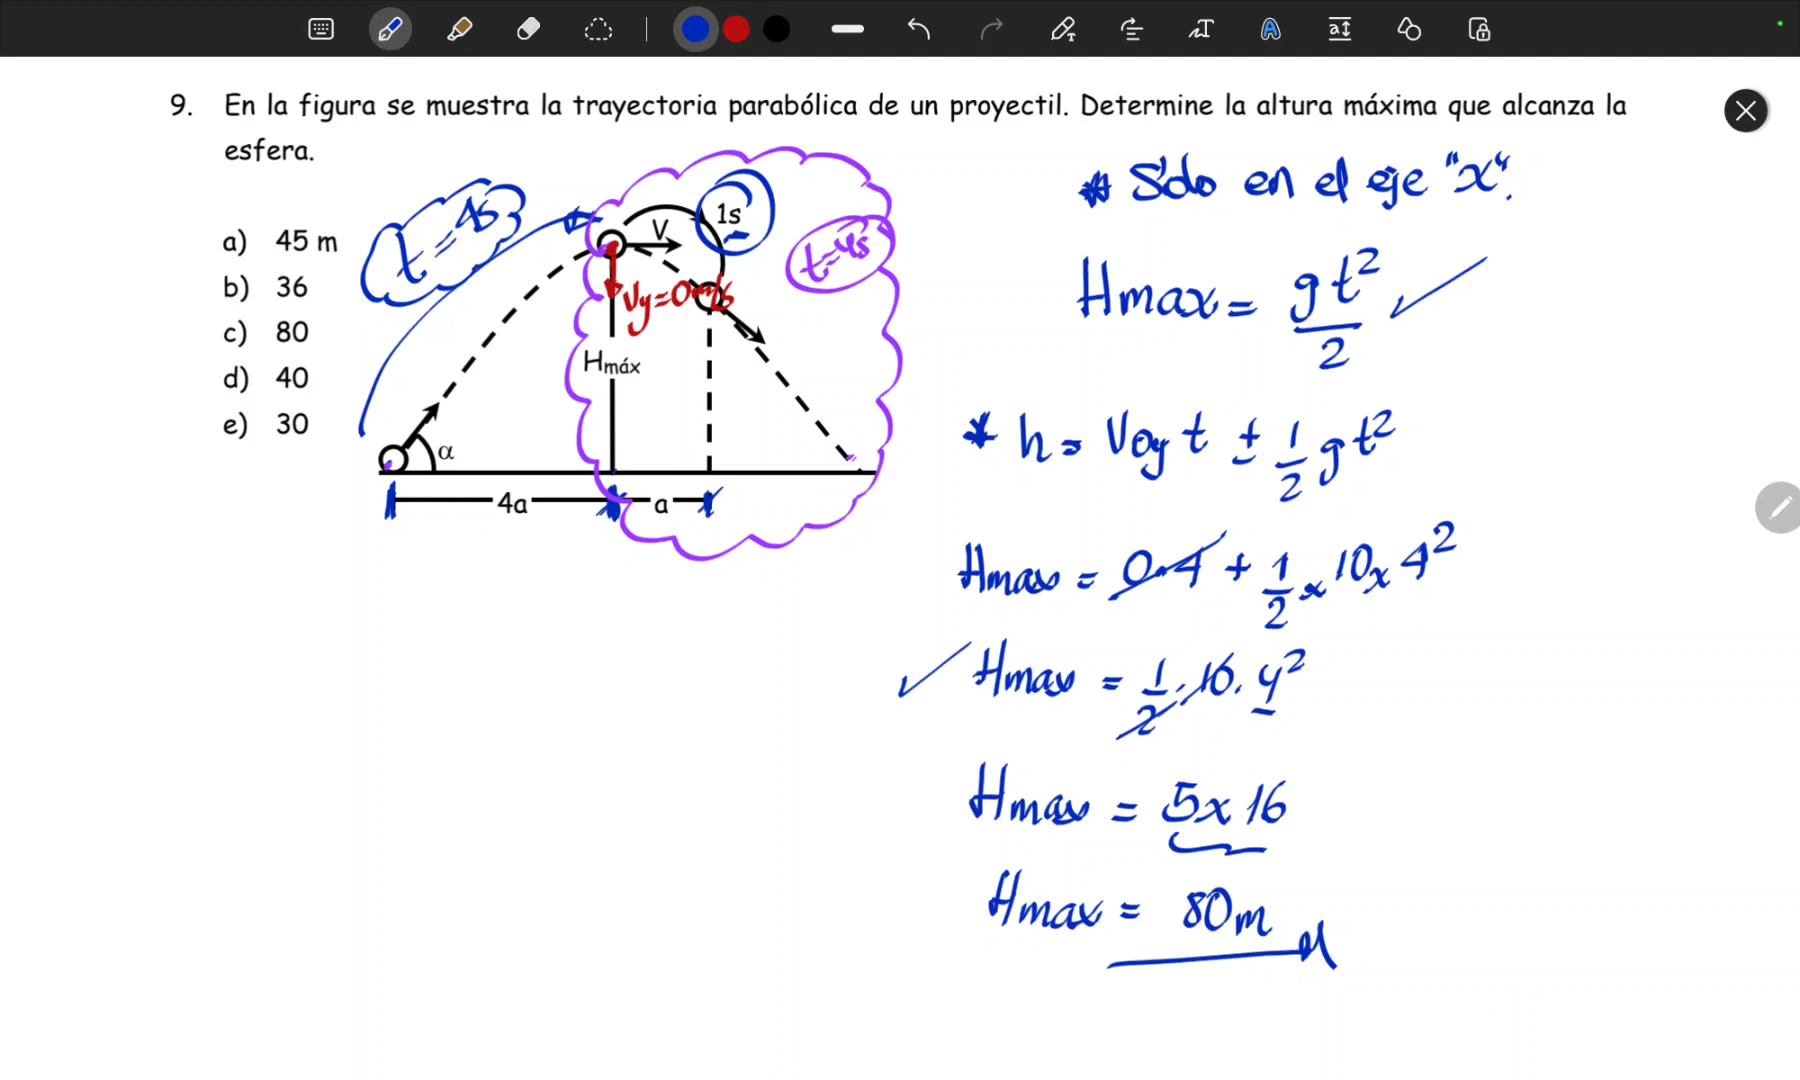 9. En la figura se muestra la trayectoria parabólica de un proyectil. Determine la altura máxima que alcanza la
esfera.
a) 45 m
b) 36
c) 80
d) 40
e) 30
t = 4s
V
1s
t=4s
Vy=0m/s
Hmáx
α
4a
a
* Sólo en el eje "x".
Hmax = gt²/2
* h = Voy t ± 1/2 gt²
Hmax = 0.4 + 1/2 x 10 x 4²
Hmax = 1/2 . 10 . 4²
Hmax = 5x16
Hmax = 80m